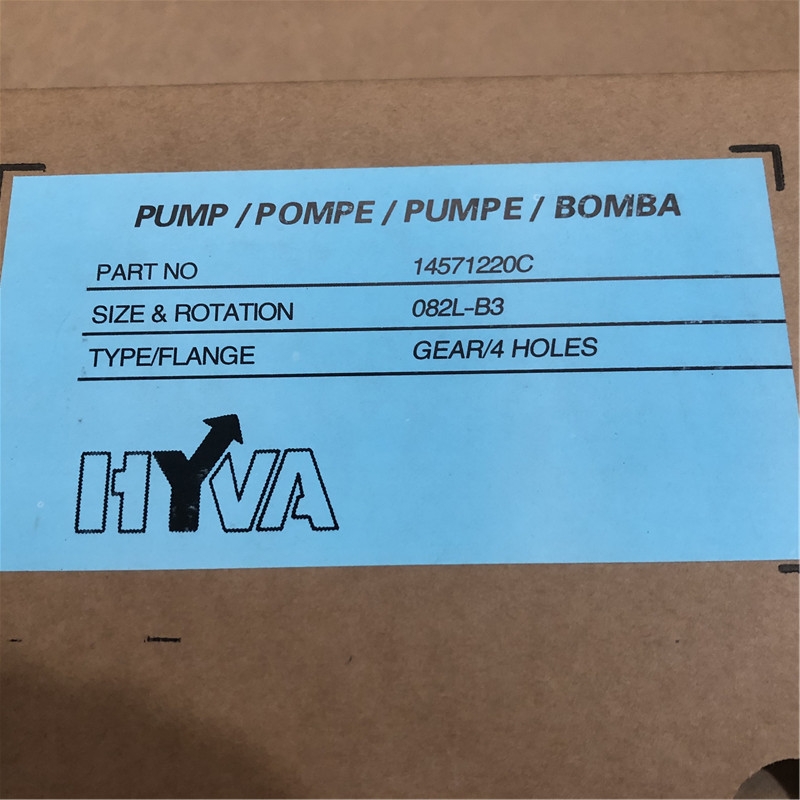 PUMP / POMPE / PUMPE / BOMBA
PART NO 14571220C
SIZE & ROTATION 082L-B3
TYPE/FLANGE GEAR/4 HOLES
HYVA